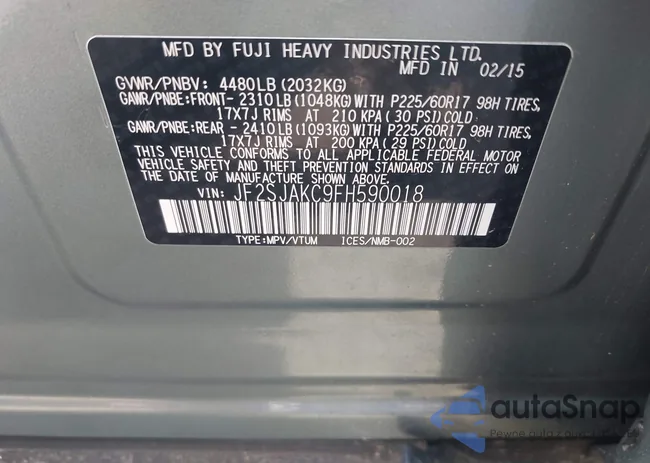 MFD BY FUJI HEAVY INDUSTRIES LTD.
MFD IN 02/15
GVWR/PNBV: 4480LB (2032KG)
GAWR/PNBE:FRONT- 2310LB (1048KG) WITH P225/60R17 98H TIRES,
17X7J RIMS AT 210 KPA (30 PSI) COLD
GAWR/PNBE:REAR - 2410LB (1093KG) WITH P225/60R17 98H TIRES,
17X7J RIMS AT 200 KPA (29 PSI) COLD
THIS VEHICLE CONFORMS TO ALL APPLICABLE FEDERAL MOTOR
VEHICLE SAFETY AND THEFT PREVENTION STANDARDS IN EFFECT ON
THE DATE OF MANUFACTURE SHOWN ABOVE.
VIN: JF2SJAKC9FH590018
TYPE:MPV/VTUM ICES/NMB-002
autaSnap
Pewne auta z Ameryki